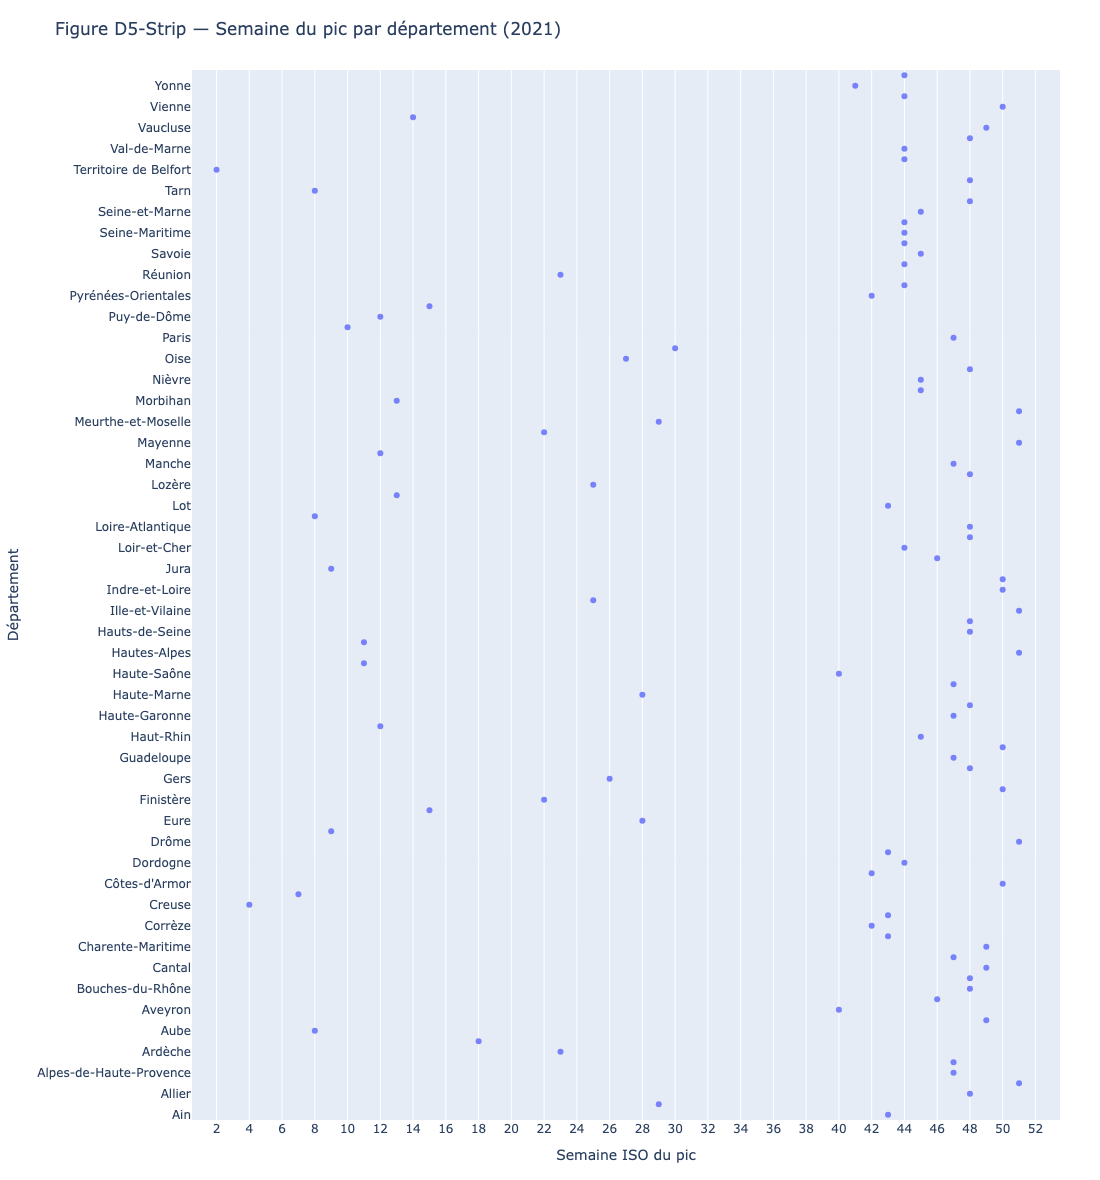 Figure D5-Strip — Semaine du pic par département (2021)
Yonne
Vienne
Vaucluse
Val-de-Marne
Territoire de Belfort
Tarn
Seine-et-Marne
Seine-Maritime
Savoie
Réunion
Pyrénées-Orientales
Puy-de-Dôme
Paris
Oise
Nièvre
Morbihan
Meurthe-et-Moselle
Mayenne
Manche
Lozère
Lot
Loire-Atlantique
Loir-et-Cher
Jura
Indre-et-Loire
Ille-et-Vilaine
Hauts-de-Seine
Hautes-Alpes
Haute-Saône
Haute-Marne
Haute-Garonne
Haut-Rhin
Guadeloupe
Gers
Finistère
Eure
Drôme
Dordogne
Côtes-d'Armor
Creuse
Corrèze
Charente-Maritime
Cantal
Bouches-du-Rhône
Aveyron
Aube
Ardèche
Alpes-de-Haute-Provence
Allier
Ain
Département
2 4 6 8 10 12 14 16 18 20 22 24 26 28 30 32 34 36 38 40 42 44 46 48 50 52
Semaine ISO du pic